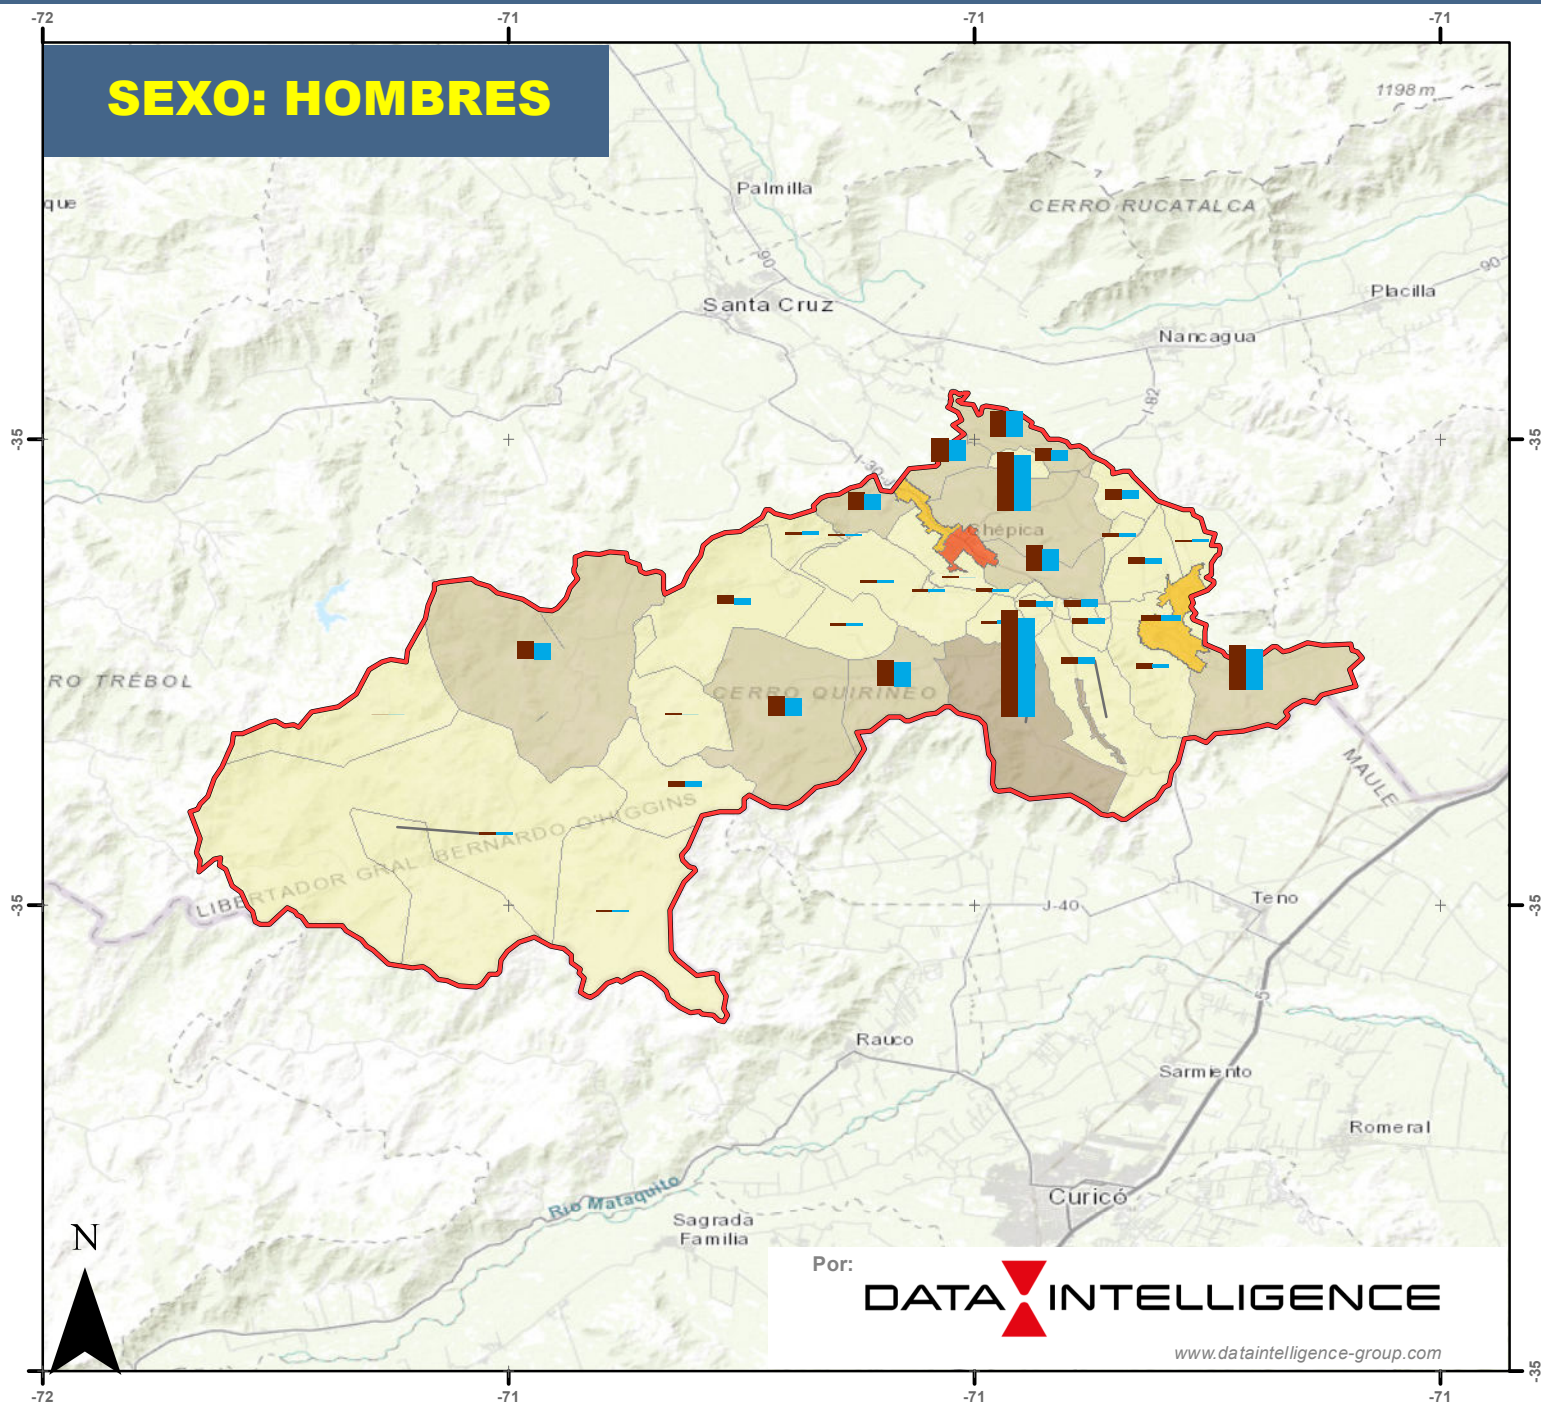 -72
-71
-71
-71
SEXO: HOMBRES
1198 m
Palmilla
que
CERRO RUCATALCA
90
90
Placilla
Santa Cruz
Nancagua
I-82
-35
-35
I-30-J
Chépica
RO TRÉBOL
CERRO QUIRINEO
MAULE
LIBERTADOR GRAL BERNARDO O'HIGGINS
-35
-35
J-40
Teno
5
Rauco
Sarmiento
Romeral
Río Mataquito
Curicó
Sagrada
Familia
N
Por:
DATA INTELLIGENCE
www.dataintelligence-group.com
-35
-72
-71
-71
-71